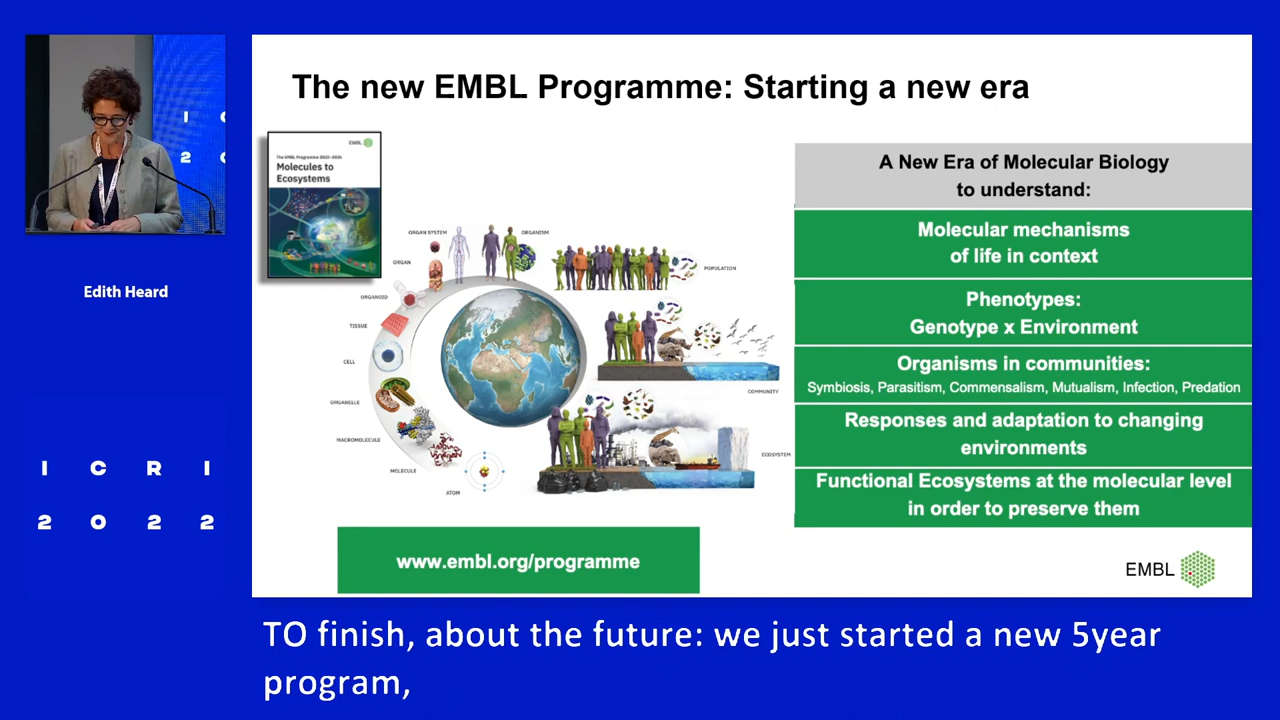 The new EMBL Programme: Starting a new era
I C
2 0
Edith Heard
I C R I
2 0 2 2
EMBL
The EMBL Programme 2022–2026
Molecules to
Ecosystems
ORGAN SYSTEM
ORGANISM
ORGAN
POPULATION
ORGANOID
TISSUE
CELL
COMMUNITY
ORGANELLE
MACROMOLECULE
ECOSYSTEM
MOLECULE
ATOM
www.embl.org/programme
A New Era of Molecular Biology
to understand:
Molecular mechanisms
of life in context
Phenotypes:
Genotype x Environment
Organisms in communities:
Symbiosis, Parasitism, Commensalism, Mutualism, Infection, Predation
Responses and adaptation to changing
environments
Functional Ecosystems at the molecular level
in order to preserve them
EMBL
TO finish, about the future: we just started a new 5year
program,